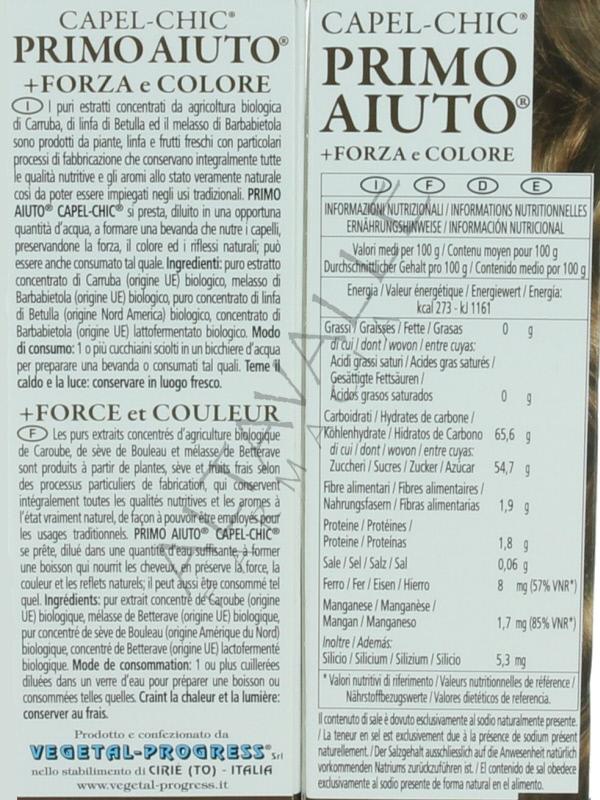 CAPEL-CHIC®
PRIMO AIUTO®
+FORZA e COLORE
I I puri estratti concentrati da agricoltura biologica
di Carruba, di linfa di Betulla ed il melasso di Barbabietola
sono prodotti da piante, linfa e frutti freschi con particolari
processi di fabbricazione che conservano integralmente tutte
le qualità nutritive e gli aromi allo stato veramente naturale
così da poter essere impiegati negli usi tradizionali. PRIMO
AIUTO® CAPEL-CHIC® si presta, diluito in una opportuna
quantità d'acqua, a formare una bevanda che nutre i capelli,
preservandone la forza, il colore ed i riflessi naturali; può
essere anche consumato tal quale. Ingredienti: puro estratto
concentrato di Carruba (origine UE) biologico, melasso di
Barbabietola (origine UE) biologico, puro concentrato di linfa
di Betulla (origine Nord America) biologico, concentrato di
Barbabietola (origine UE) lattofermentato biologico. Modo
di consumo: 1 o più cucchiaini sciolti in un bicchiere d'acqua
per preparare una bevanda o consumati tal quali. Teme il
caldo e la luce: conservare in luogo fresco.
+FORCE et COULEUR
F Les purs extraits concentrés d'agriculture biologique
de Caroube, de sève de Bouleau et mélasse de Betterave
sont produits à partir de plantes, sève et fruits frais selon
des processus particuliers de fabrication, qui conservent
intégralement toutes les qualités nutritives et les aromes à
l'état vraiment naturel, de façon à pouvoir être employés pour
les usages traditionnels. PRIMO AIUTO® CAPEL-CHIC®
se prête, dilué dans une quantité d'eau suffisante, à former
une boisson qui nourrit les cheveux, en préserve la force, la
couleur et les reflets naturels; il peut aussi être consommé tel
quel. Ingrédients: pur extrait concentré de Caroube (origine
UE) biologique, mélasse de Betterave (origine UE) biologique,
pur concentré de sève de Bouleau (origine Amérique du Nord)
biologique, concentré de Betterave (origine UE) lactofermenté
biologique. Mode de consommation: 1 ou plus cuillerées
diluées dans un verre d'eau pour préparer une boisson ou
consommées telles quelles. Craint la chaleur et la lumière:
conserver au frais.
Prodotto e confezionato da
VEGETAL-PROGRESS® Srl
nello stabilimento di CIRIÈ (TO) - ITALIA
www.vegetal-progress.it
CAPEL-CHIC®
PRIMO
AIUTO®
+FORZA e COLORE
I F D E
INFORMAZIONI NUTRIZIONALI / INFORMATIONS NUTRITIONNELLES
ERNÄHRUNGSHINWEISE / INFORMACIÓN NUTRICIONAL
Valori medi per 100 g / Contenu moyen pour 100 g
Durchschnittlicher Gehalt pro 100 g / Contenido medio por 100 g
Energia / Valeur énergétique / Energiewert / Energía:
kcal 273 - kJ 1161
Grassi / Graisses / Fette / Grasas 0 g
di cui / dont / wovon / entre cuyas:
Acidi grassi saturi / Acides gras saturés /
Gesättigte Fettsäuren /
Ácidos grasos saturados 0 g
Carboidrati / Hydrates de carbone /
Kohlenhydrate / Hidratos de Carbono 65,6 g
di cui / dont / wovon / entre cuyas:
Zuccheri / Sucres / Zucker / Azúcar 54,7 g
Fibre alimentari / Fibres alimentaires /
Nahrungsfasern / Fibras alimentarias 1,9 g
Proteine / Protéines /
Proteine / Proteínas 1,8 g
Sale / Sel / Salz / Sal 0,06 g
Ferro / Fer / Eisen / Hierro 8 mg (57% VNR*)
Manganese / Manganèse /
Mangan / Manganeso 1,7 mg (85% VNR*)
Inoltre / Además:
Silicio / Silicium / Silizium / Silicio 5,3 mg
* Valori nutritivi di riferimento / Valeurs nutritionnelles de référence /
Nährstoffbezugswerte / Valores dietéticos de referencia.
Il contenuto di sale è dovuto esclusivamente al sodio naturalmente presente.
/ La teneur en sel est exclusivement due à la présence de sodium présent
naturellement. / Der Salzgehalt ausschliesslich auf die Anwesenheit natürlich
vorkommenden Natriums zurückzuführen ist. / El contenido de sal obedece
exclusivamente al sodio presente de forma natural en el alimento.
ALTAVALLE